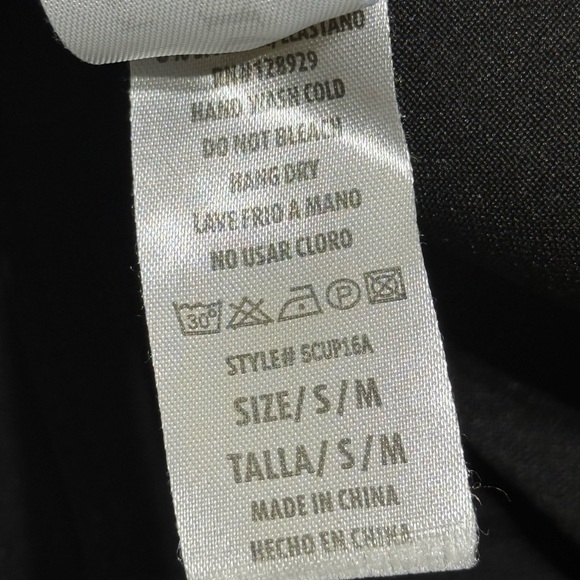 ELASTANO
RN#128929
HAND WASH COLD
DO NOT BLEACH
HANG DRY
LAVE FRIO A MANO
NO USAR CLORO
30° P
STYLE# SCUP16A
SIZE/ S/M
TALLA/ S/M
MADE IN CHINA
HECHO EN CHINA